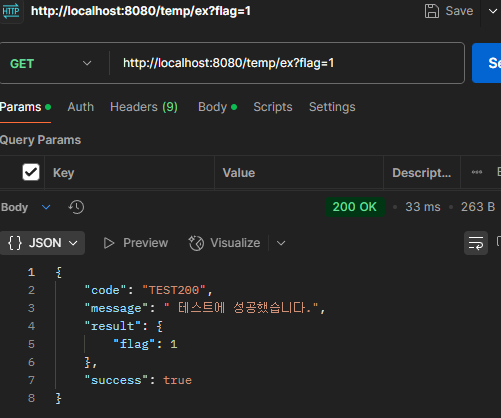 HTTP http://localhost:8080/temp/ex?flag=1 Save
GET http://localhost:8080/temp/ex?flag=1
Params Auth Headers (9) Body Scripts Settings
Query Params
Key Value Descript...
Body 200 OK 33 ms 263 B
{} JSON Preview Visualize
1 {
2 "code": "TEST200",
3 "message": " 테스트에 성공했습니다.",
4 "result": {
5 "flag": 1
6 },
7 "success": true
8 }